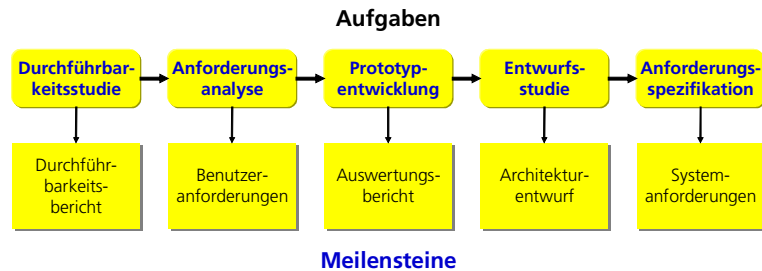 Aufgaben
Durchführbar-
keitsstudie
Anforderungs-
analyse
Prototyp-
entwicklung
Entwurfs-
studie
Anforderungs-
spezifikation
Durchführ-
barkeits-
bericht
Benutzer-
anforderungen
Auswertungs-
bericht
Architektur-
entwurf
System-
anforderungen
Meilensteine